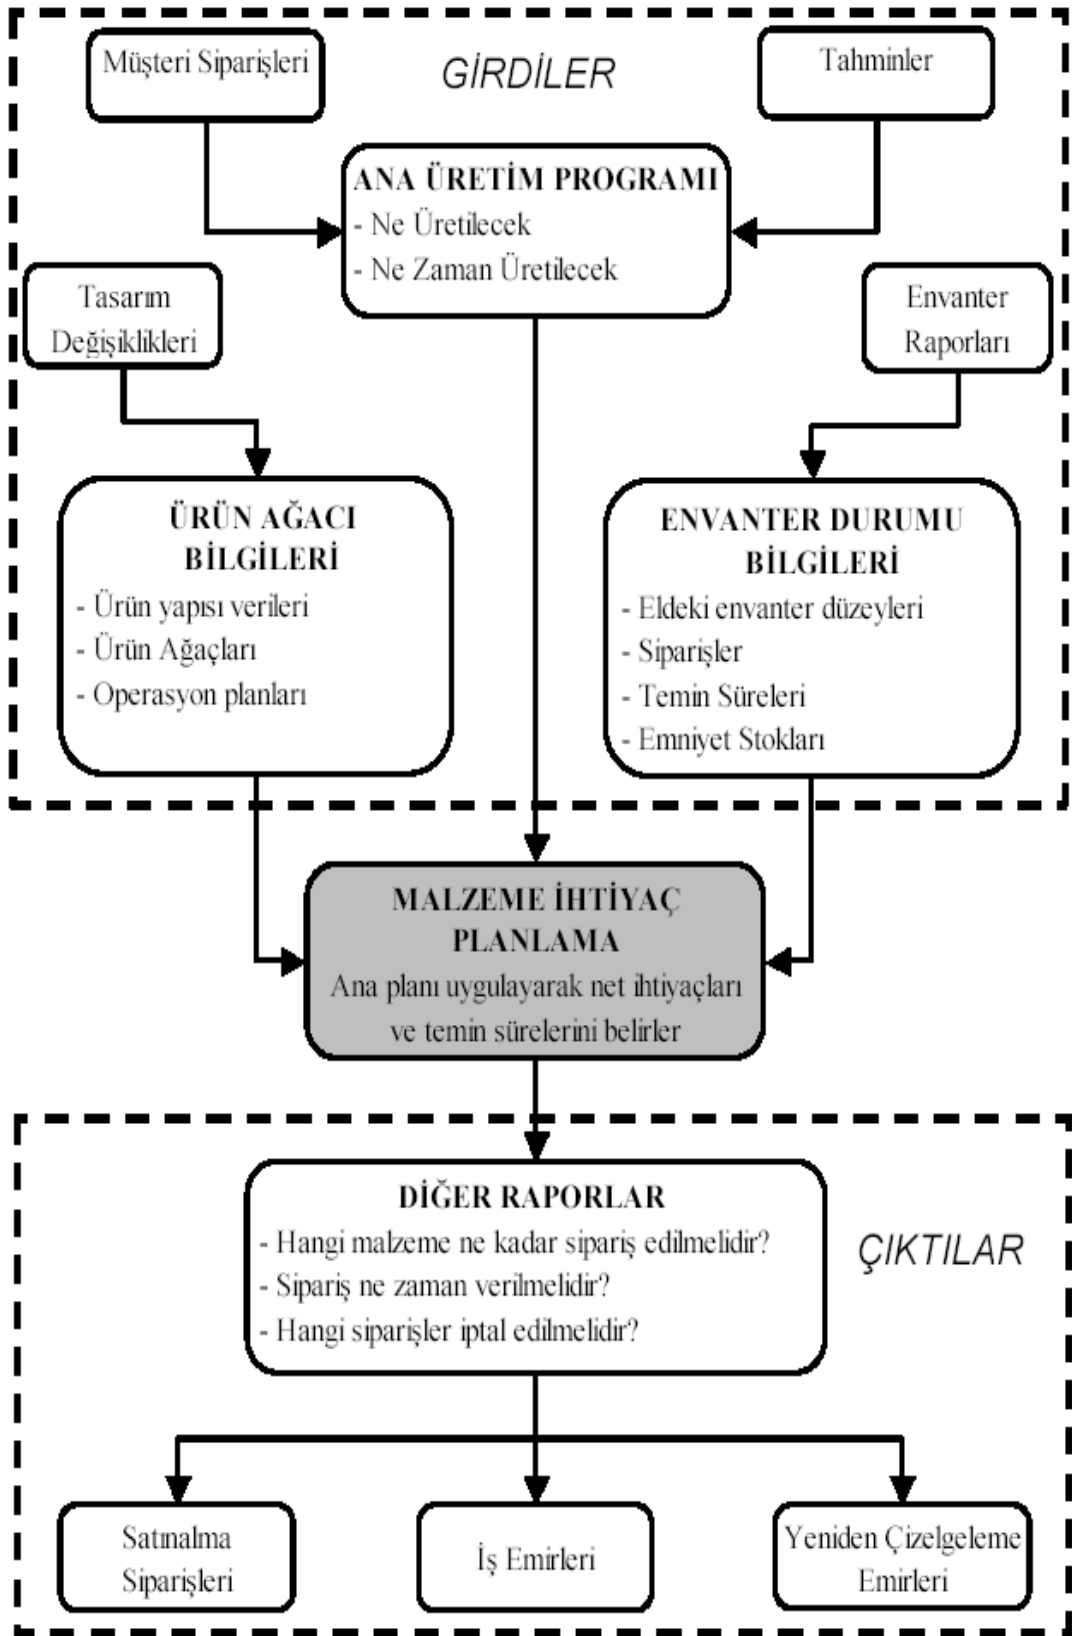 Müşteri Siparişleri
GİRDİLER
Tahminler
ANA ÜRETİM PROGRAMI
- Ne Üretilecek
- Ne Zaman Üretilecek
Tasarım
Değişiklikleri
Envanter
Raporları
ÜRÜN AĞACI
BİLGİLERİ
- Ürün yapısı verileri
- Ürün Ağaçları
- Operasyon planları
ENVANTER DURUMU
BİLGİLERİ
- Eldeki envanter düzeyleri
- Siparişler
- Temin Süreleri
- Emniyet Stokları
MALZEME İHTİYAÇ
PLANLAMA
Ana planı uygulayarak net ihtiyaçları
ve temin sürelerini belirler
DİĞER RAPORLAR
- Hangi malzeme ne kadar sipariş edilmelidir?
- Sipariş ne zaman verilmelidir?
- Hangi siparişler iptal edilmelidir?
ÇIKTILAR
Satınalma
Siparişleri
İş Emirleri
Yeniden Çizelgeleme
Emirleri